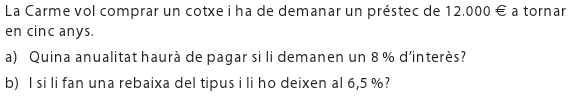 La Carme vol comprar un cotxe i ha de demanar un préstec de 12.000 € a tornar
en cinc anys.
a) Quina anualitat haurà de pagar si li demanen un 8 % d'interès?
b) I si li fan una rebaixa del tipus i li ho deixen al 6,5 %?